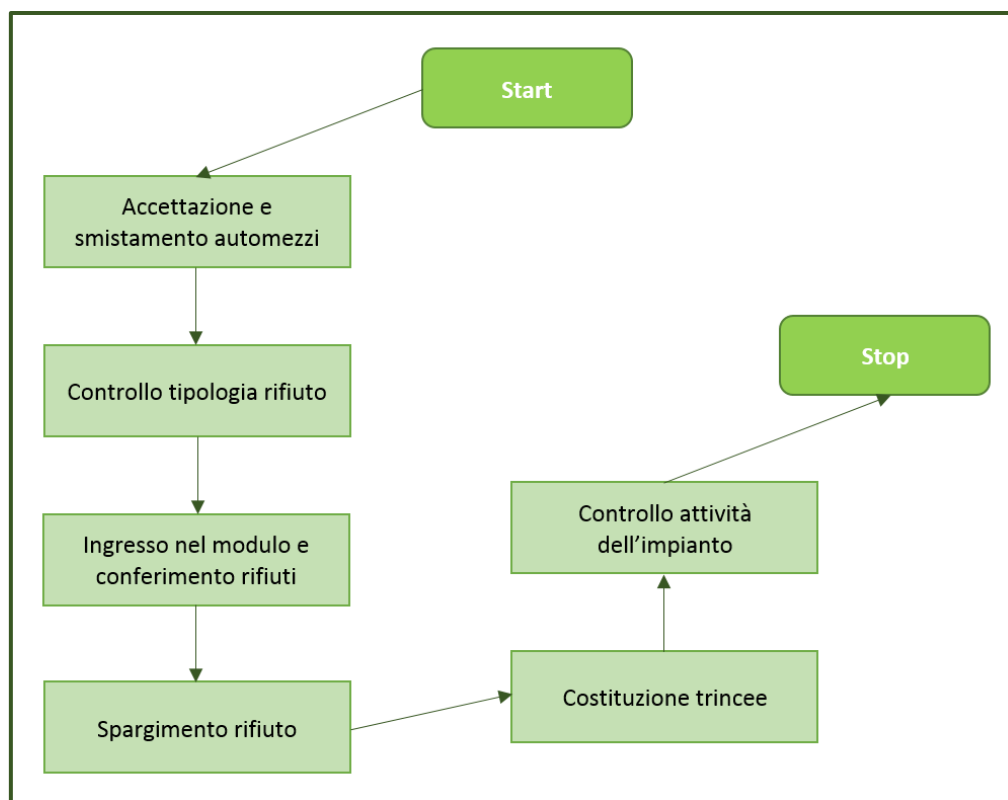 Start
Accettazione e
smistamento automezzi
Controllo tipologia rifiuto
Ingresso nel modulo e
conferimento rifiuti
Spargimento rifiuto
Costituzione trincee
Controllo attività
dell’impianto
Stop